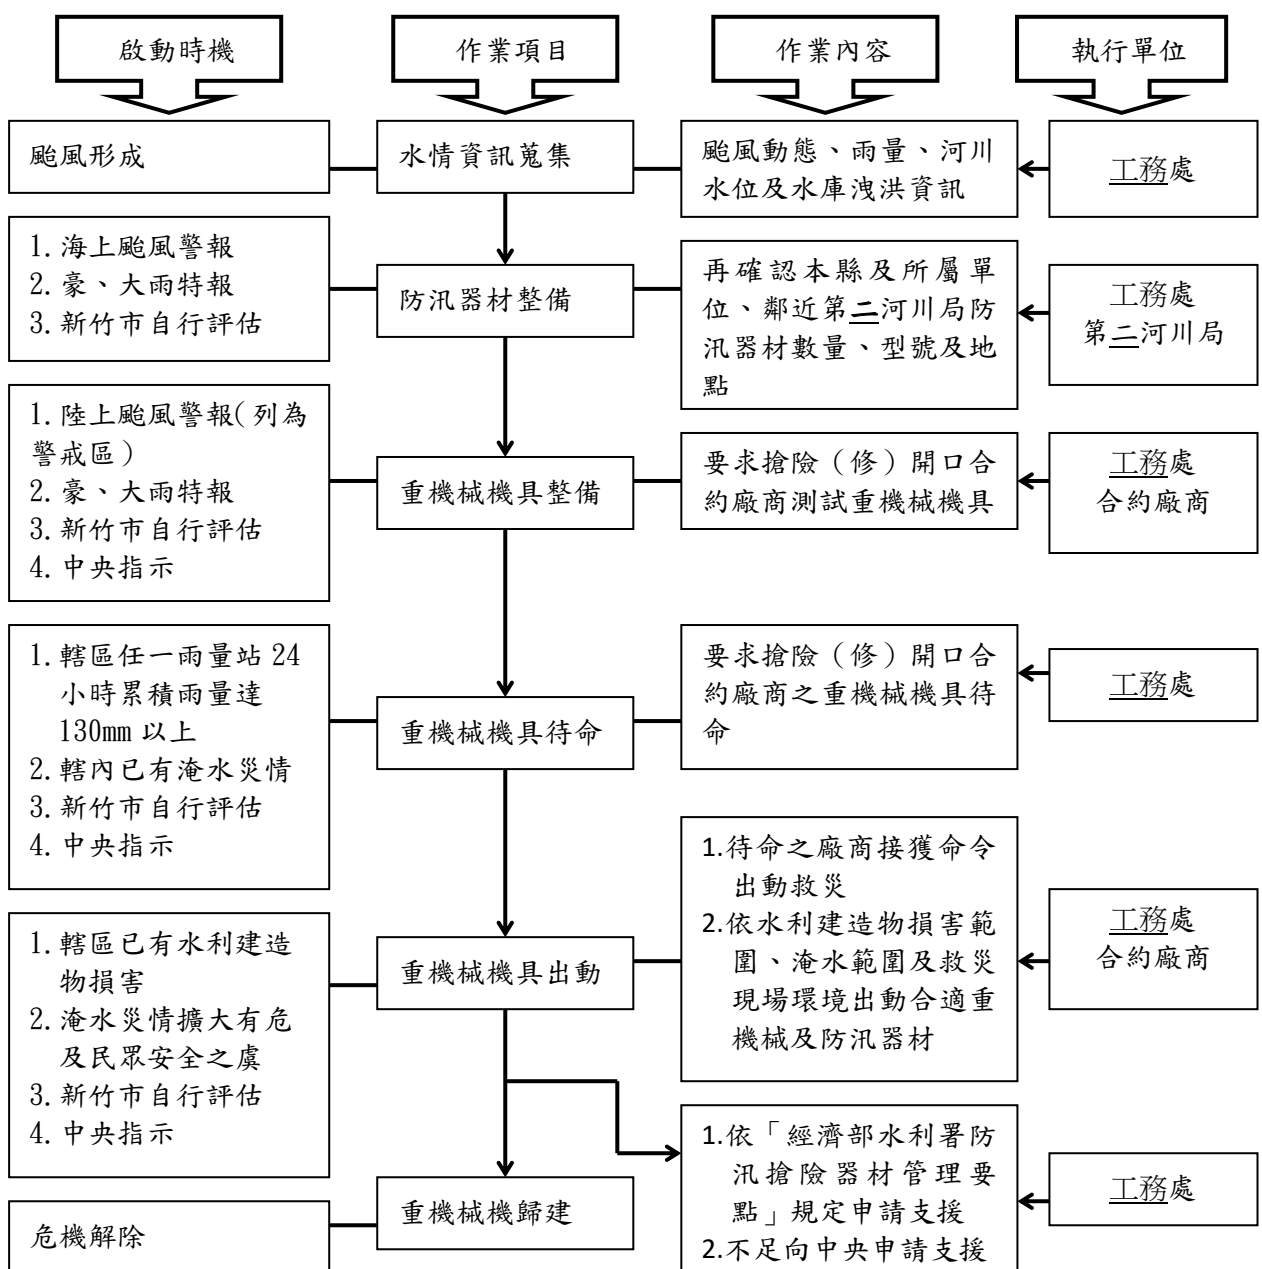 啟動時機
作業項目
作業內容
執行單位
颱風形成
水情資訊蒐集
颱風動態、雨量、河川
水位及水庫洩洪資訊
工務處
1.海上颱風警報
2.豪、大雨特報
3.新竹市自行評估
防汛器材整備
再確認本縣及所屬單
位、鄰近第二河川局防
汛器材數量、型號及地
點
工務處
第二河川局
1.陸上颱風警報(列為
警戒區)
2.豪、大雨特報
3.新竹市自行評估
4.中央指示
重機械機具整備
要求搶險（修）開口合
約廠商測試重機械機具
工務處
合約廠商
1.轄區任一雨量站 24
小時累積雨量達
130mm 以上
2.轄內已有淹水災情
3.新竹市自行評估
4.中央指示
重機械機具待命
要求搶險（修）開口合
約廠商之重機械機具待
命
工務處
1.轄區已有水利建造
物損害
2.淹水災情擴大有危
及民眾安全之虞
3.新竹市自行評估
4.中央指示
重機械機具出動
1.待命之廠商接獲命令
出動救災
2.依水利建造物損害範
圍、淹水範圍及救災
現場環境出動合適重
機械及防汛器材
工務處
合約廠商
危機解除
重機械機歸建
1.依「經濟部水利署防
汛搶險器材管理要
點」規定申請支援
2.不足向中央申請支援
工務處